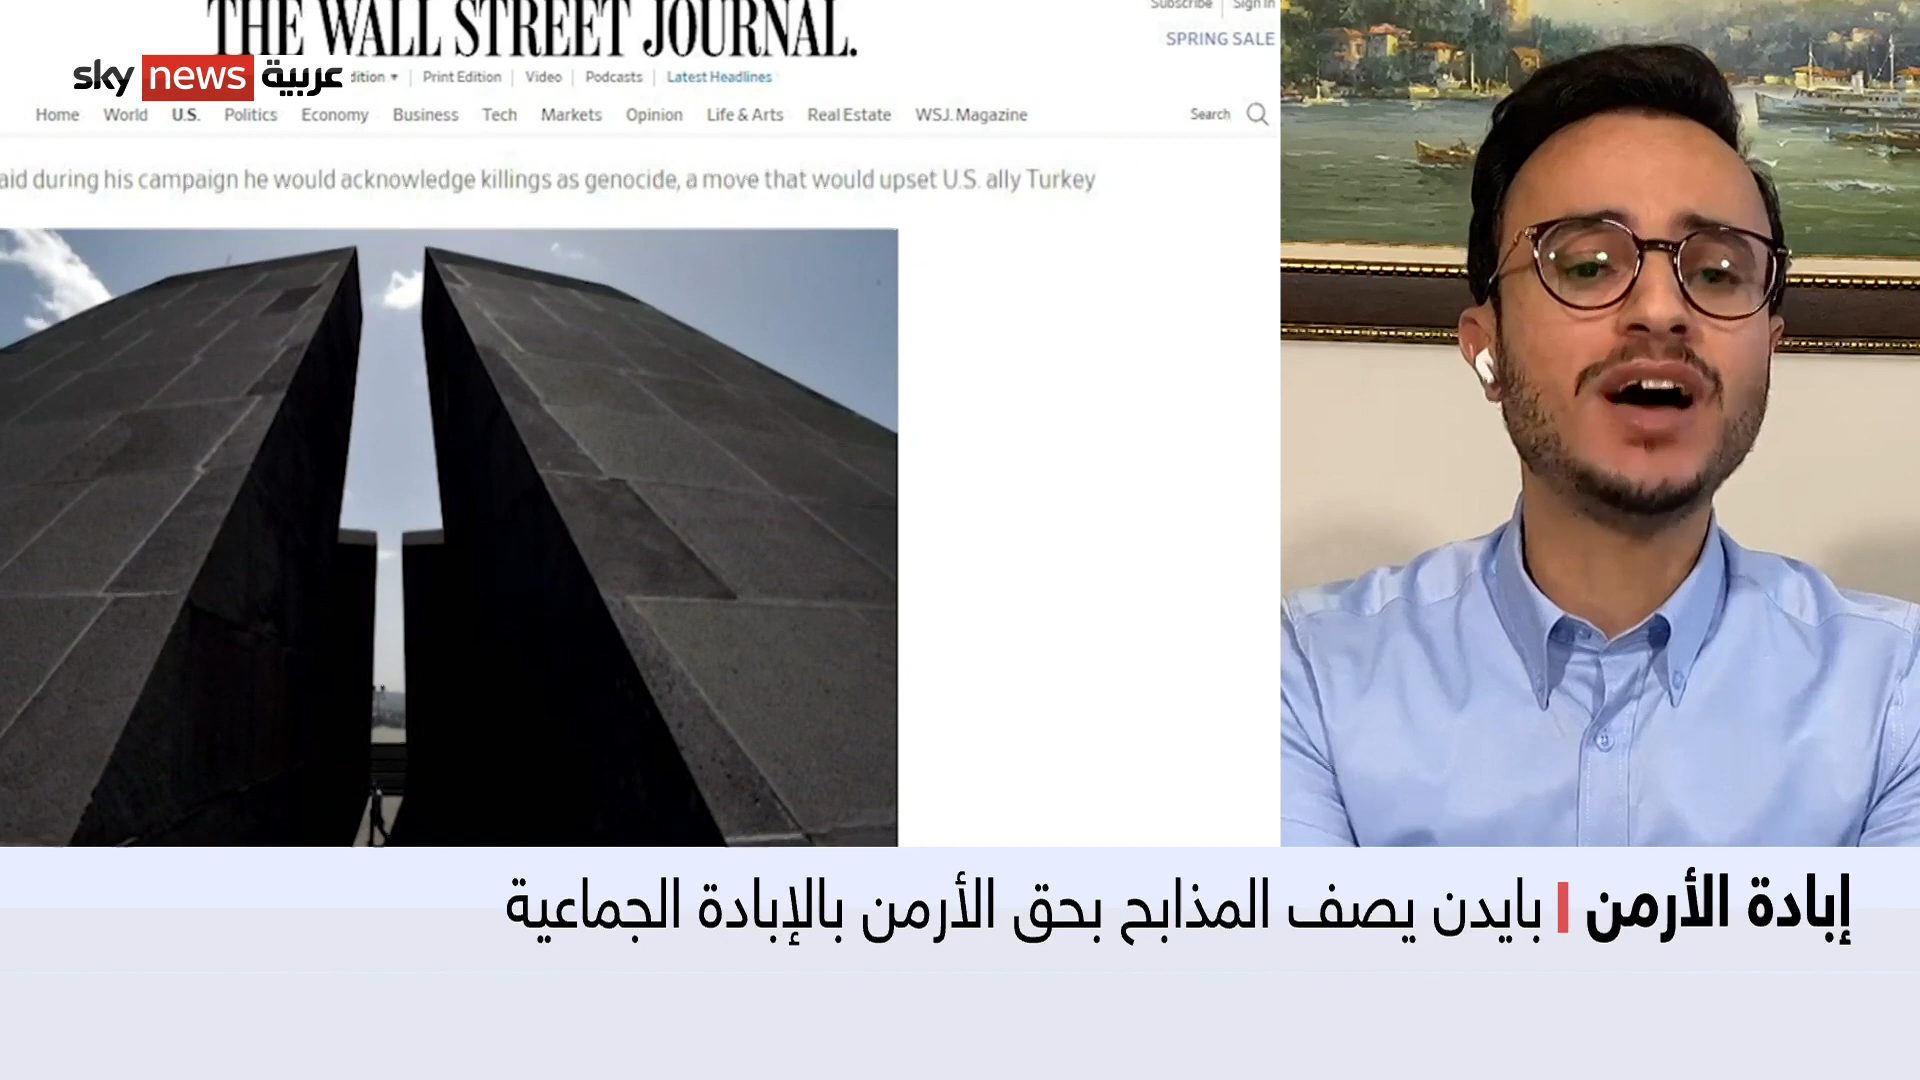 THE WALL STREET JOURNAL.
Subscribe | Sign In
SPRING SALE
sky news عربية
Print Edition | Video | Podcasts | Latest Headlines
Home World U.S. Politics Economy Business Tech Markets Opinion Life & Arts Real Estate WSJ. Magazine Search
during his campaign he would acknowledge killings as genocide, a move that would upset U.S. ally Turkey
إبادة الأرمن | بايدن يصف المذابح بحق الأرمن بالإبادة الجماعية